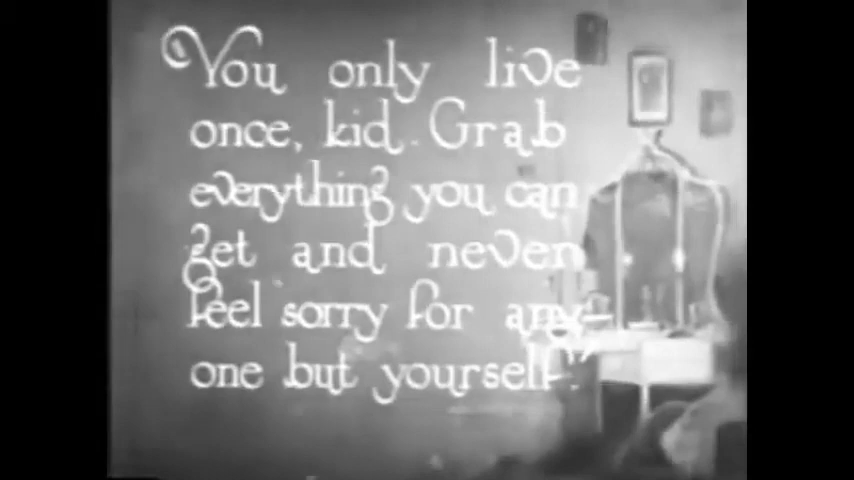 You only live
once, kid. Grab
everything you can
get and never
feel sorry for any-
one but yourself".